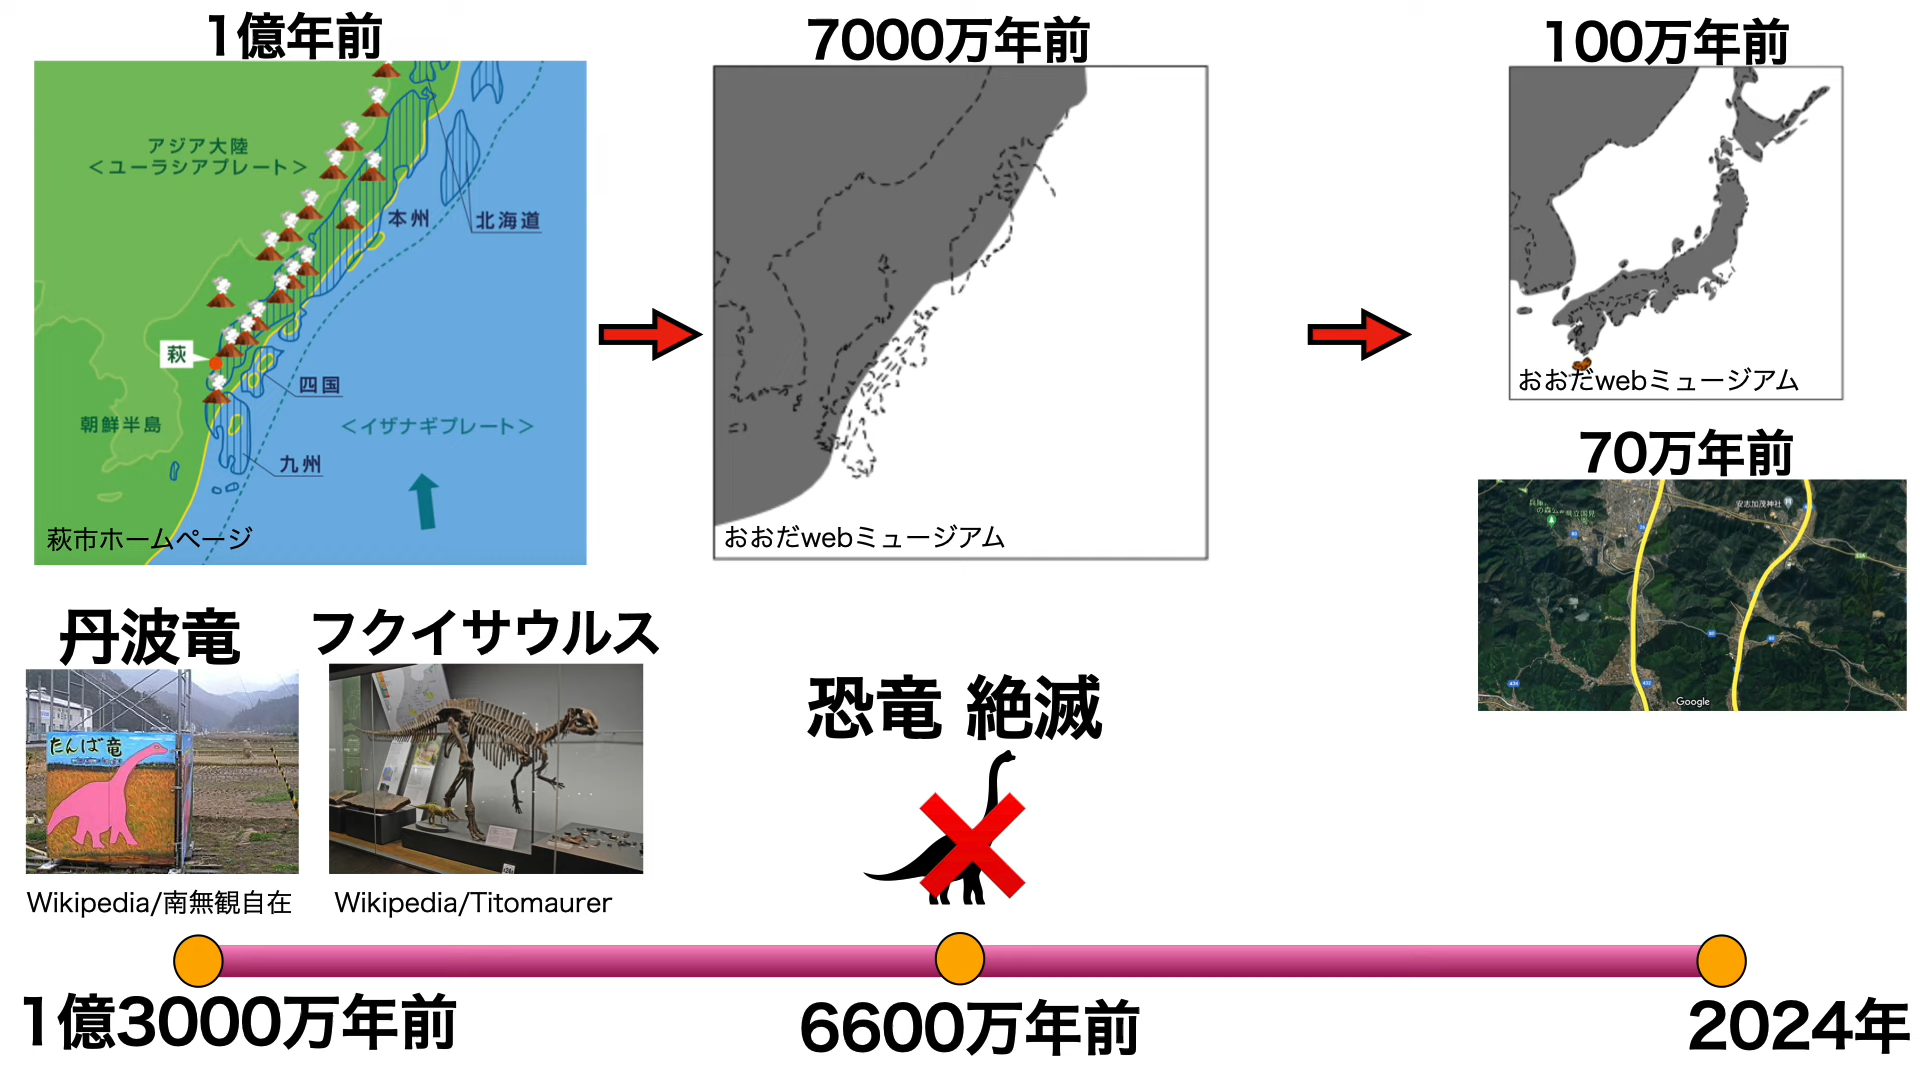 1億年前
7000万年前
100万年前
アジア大陸
<ユーラシアプレート>
本州
北海道
萩
四国
朝鮮半島
<イザナギプレート>
九州
萩市ホームページ
おおだwebミュージアム
おおだwebミュージアム
70万年前
安志加茂神社
Google
丹波竜
フクイサウルス
たんば竜
恐竜 絶滅
Wikipedia/南無観自在
Wikipedia/Titomaurer
1億3000万年前
6600万年前
2024年